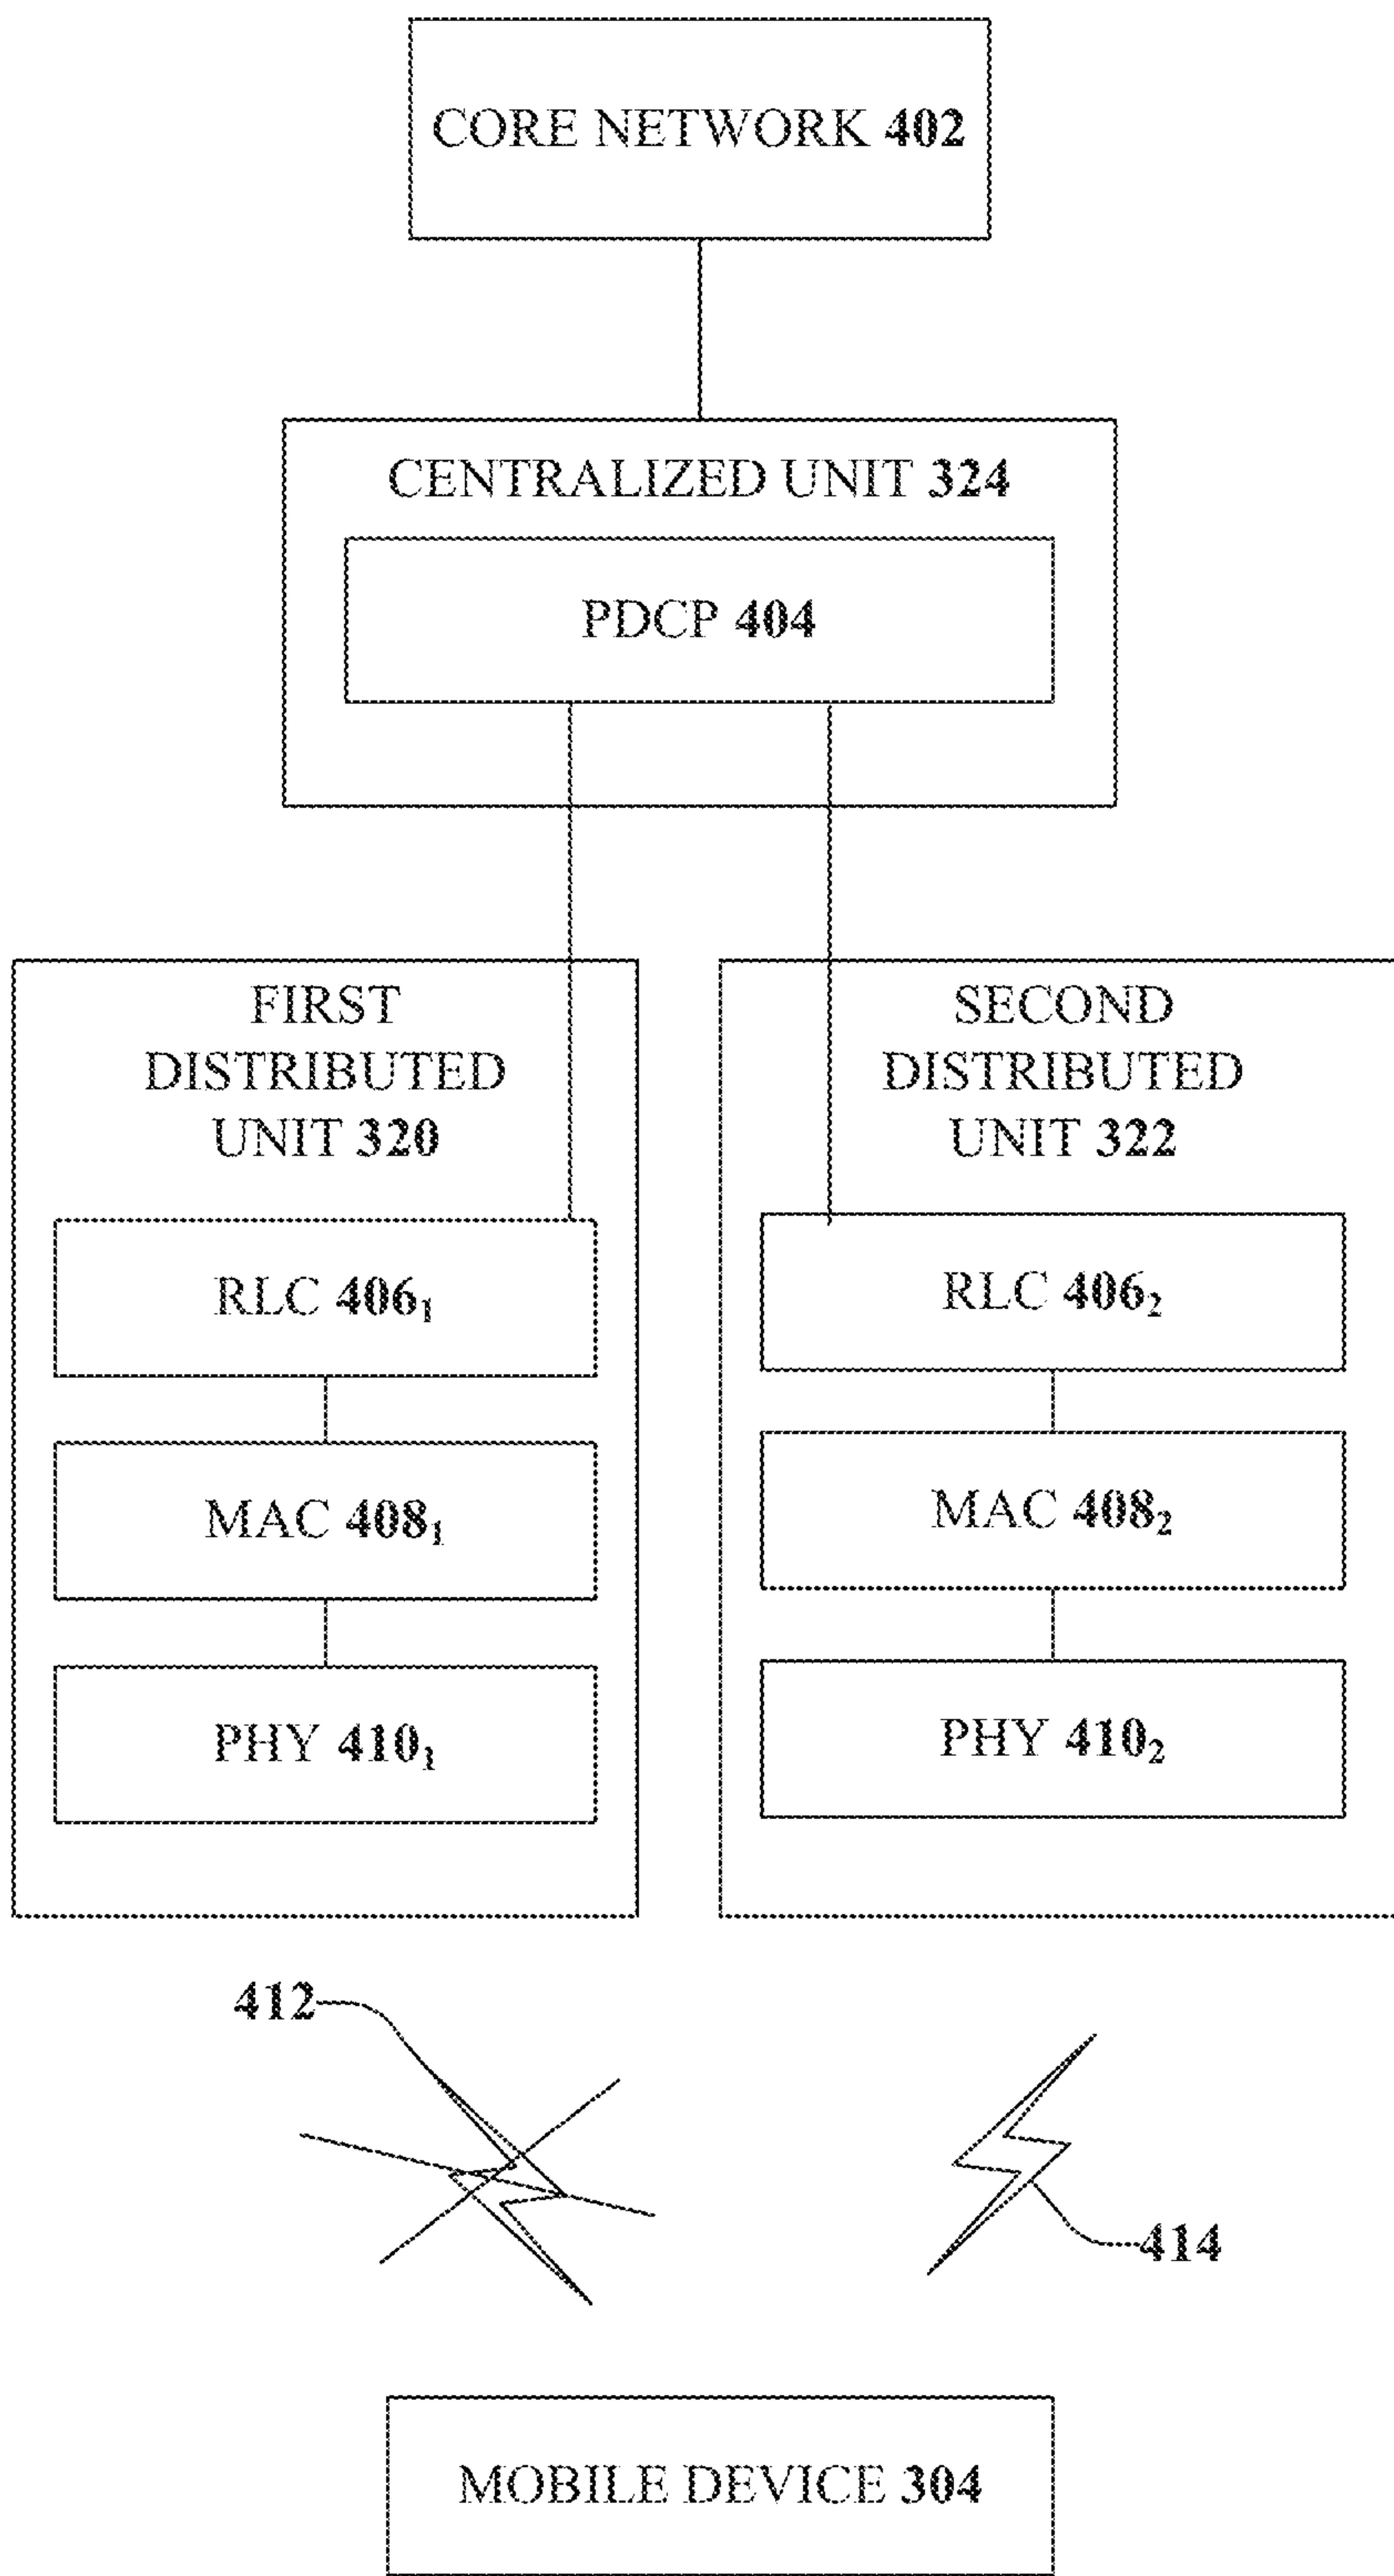 CORE NETWORK 402
CENTRALIZED UNIT 324
PDCP 404
FIRST
DISTRIBUTED
UNIT 320
RLC 406₁
MAC 408₁
PHY 410₁
SECOND
DISTRIBUTED
UNIT 322
RLC 406₂
MAC 408₂
PHY 410₂
412
414
MOBILE DEVICE 304